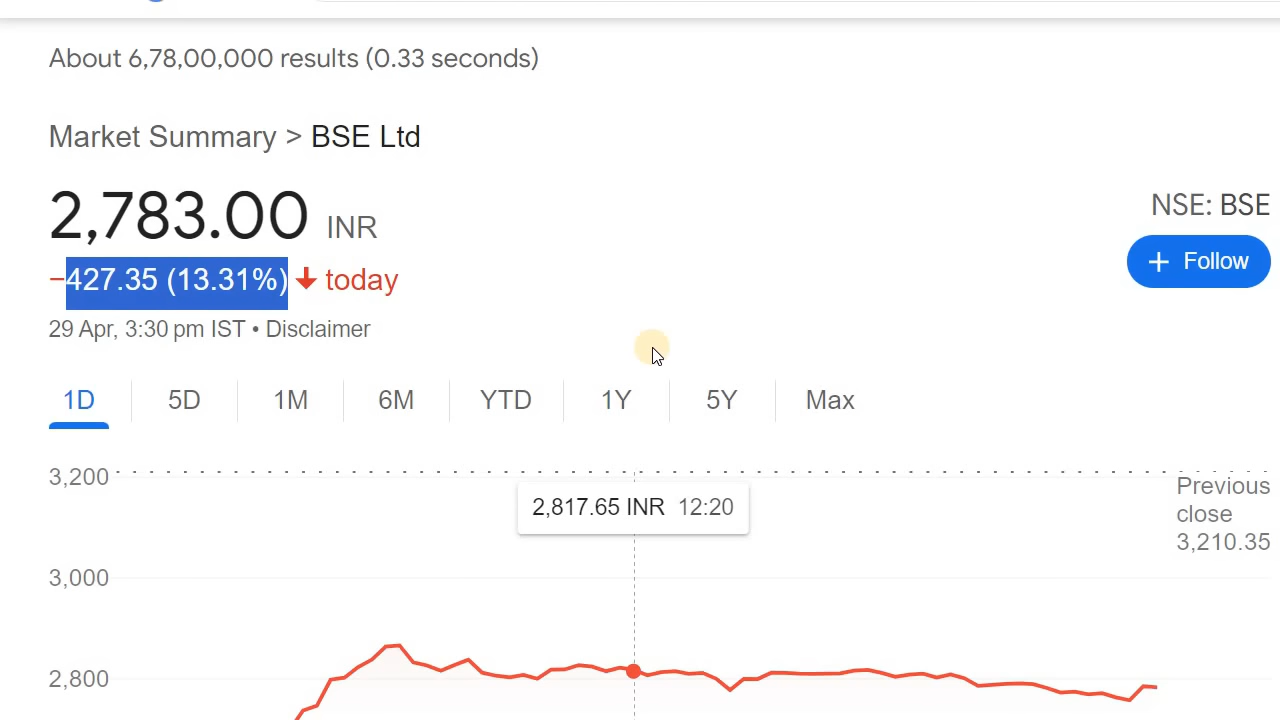 About 6,78,00,000 results (0.33 seconds)
Market Summary > BSE Ltd
2,783.00 INR
NSE: BSE
−427.35 (13.31%) ↓ today
+ Follow
29 Apr, 3:30 pm IST • Disclaimer
1D 5D 1M 6M YTD 1Y 5Y Max
3,200
Previous
close
3,210.35
2,817.65 INR 12:20
3,000
2,800